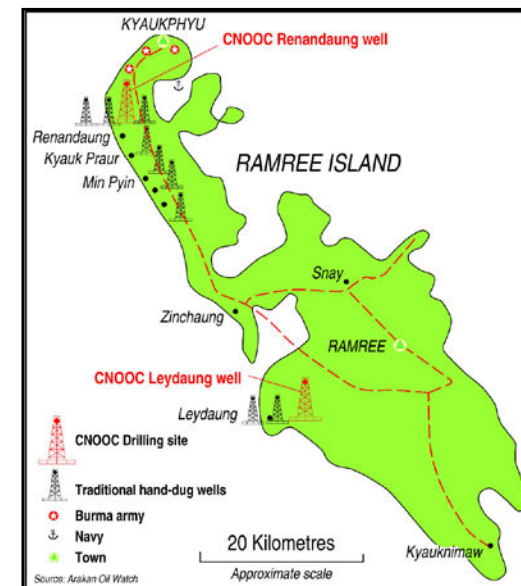 KYAUKPHYU
CNOOC Renandaung well
Renandaung
Kyauk Praur
Min Pyin
RAMREE ISLAND
Snay
Zinchaung
RAMREE
CNOOC Leydaung well
Leydaung
CNOOC Drilling site
Traditional hand-dug wells
Burma army
Navy
Town
20 Kilometres
Approximate scale
Kyauknimaw
Source: Arakan Oil Watch